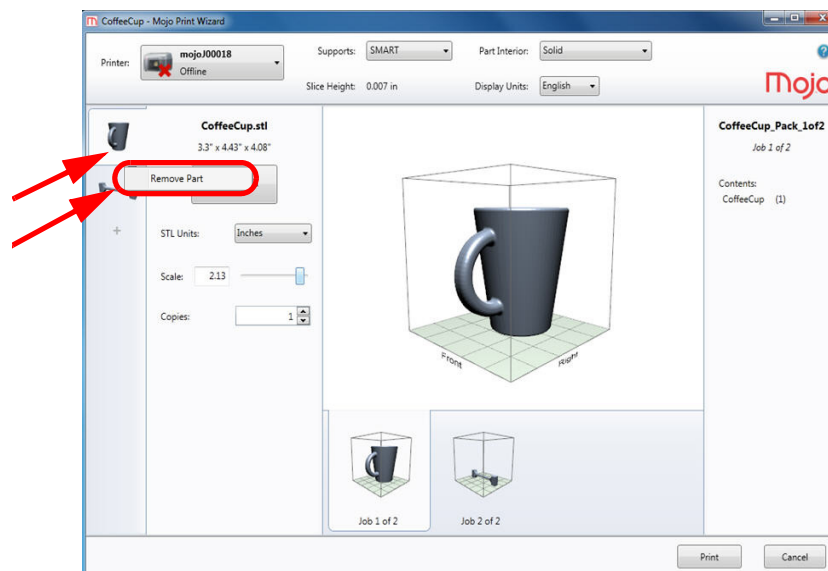 CoffeeCup - Mojo Print Wizard
Printer: mojoJ00018 Offline
Supports: SMART Part Interior: Solid
Slice Height: 0.007 in Display Units: English
Mojo
CoffeeCup.stl
3.3" x 4.43" x 4.08"
Remove Part
STL Units: Inches
Scale: 2.13
Copies: 1
Front
Right
Job 1 of 2
Job 2 of 2
CoffeeCup_Pack_1of2
Job 1 of 2
Contents:
CoffeeCup (1)
Print
Cancel